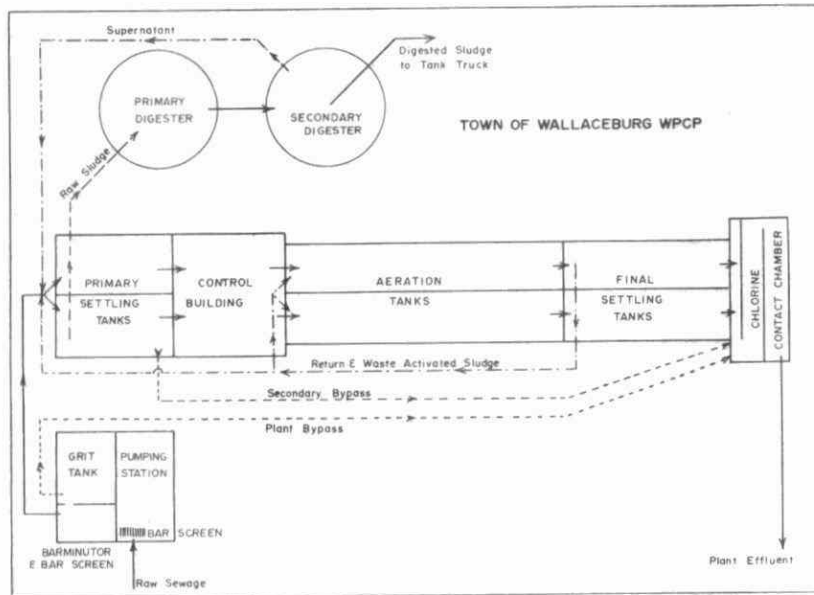 Supernatant
Digested Sludge
to Tank Truck
PRIMARY
DIGESTER
SECONDARY
DIGESTER
TOWN OF WALLACEBURG WPCP
Raw Sludge
PRIMARY
SETTLING
TANKS
CONTROL
BUILDING
AERATION
TANKS
FINAL
SETTLING
TANKS
CHLORINE
CONTACT CHAMBER
Return & Waste Activated Sludge
Secondary Bypass
Plant Bypass
GRIT
TANK
PUMPING
STATION
BAR SCREEN
BARMINUTOR
& BAR SCREEN
Raw Sewage
Plant Effluent